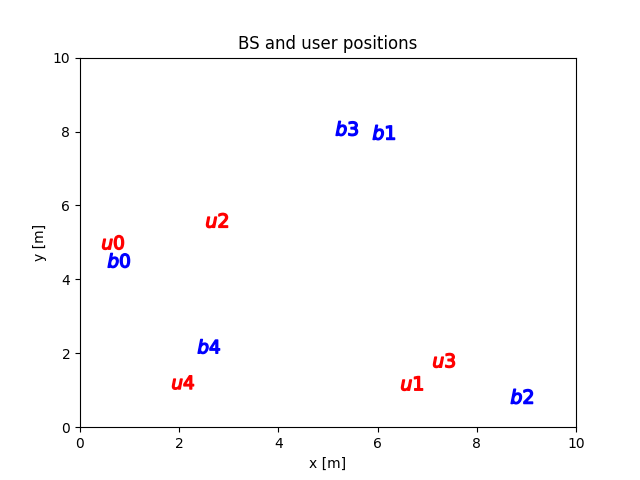 BS and user positions
10
8
6
4
2
0
y [m]
b3 b1
u2
u0
b0
b4
u3
u4 u1
b2
0 2 4 6 8 10
x [m]